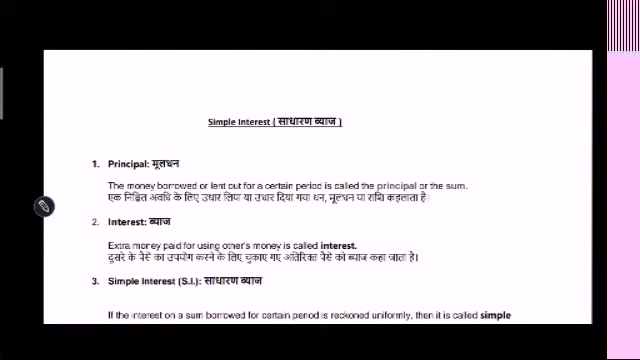 Simple Interest ( साधारण ब्याज )
1. Principal: मूलधन
The money borrowed or lent out for a certain period is called the principal or the sum.
एक निश्चित अवधि के लिए उधार लिया या उधार दिया गया धन, मूलधन या राशि कहलाता है
2. Interest: ब्याज
Extra money paid for using other's money is called interest.
दूसरे के पैसे का उपयोग करने के लिए चुकाए गए अतिरिक्त पैसे को ब्याज कहा जाता है।
3. Simple Interest (S.I.): साधारण ब्याज
If the interest on a sum borrowed for certain period is reckoned uniformly, then it is called simple